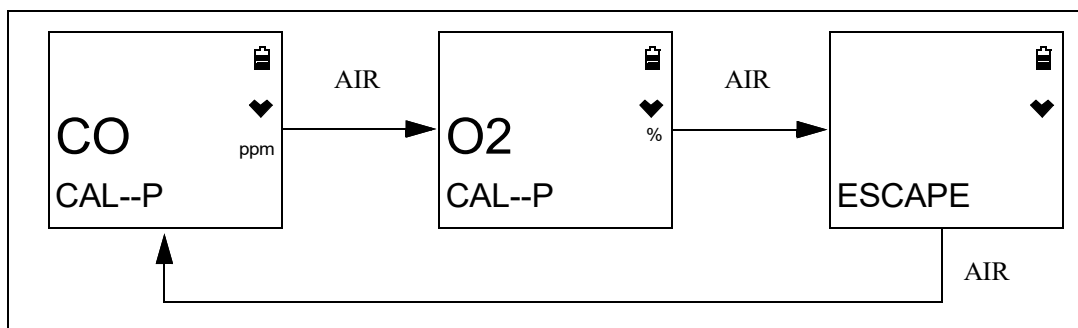 CO
ppm
CAL--P
AIR
O2
%
CAL--P
AIR
ESCAPE
AIR